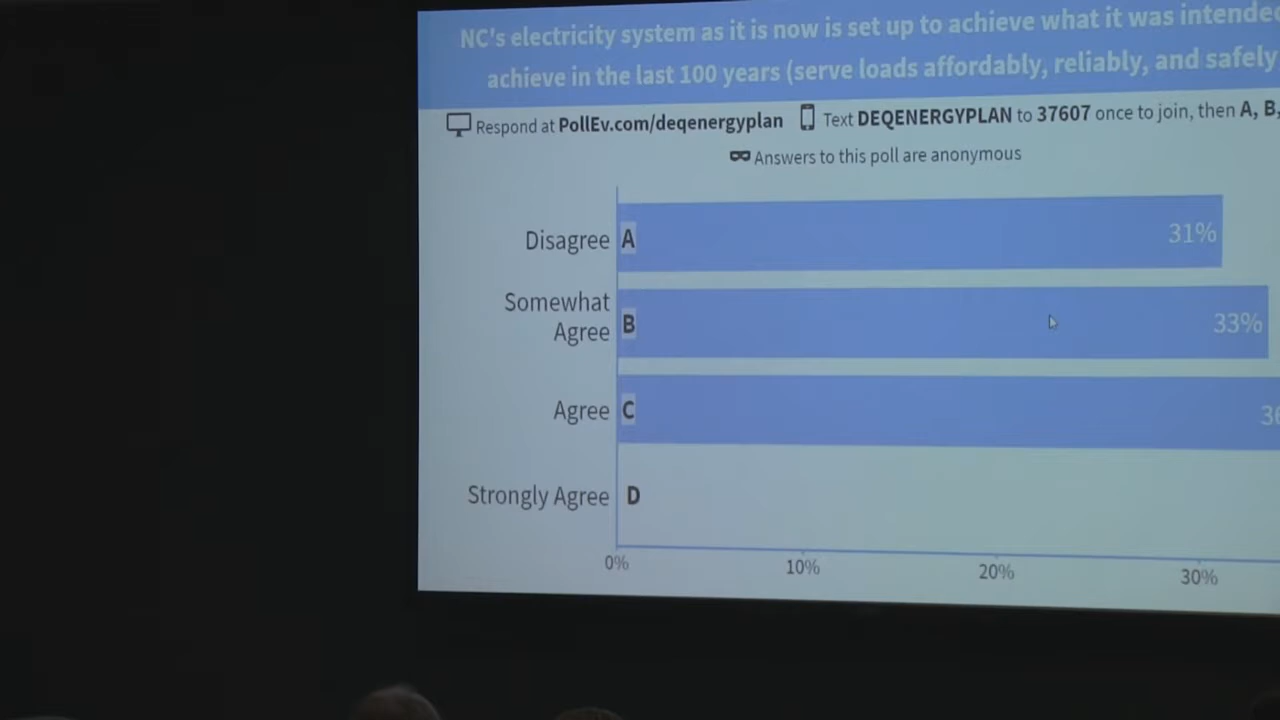 NC's electricity system as it is now is set up to achieve what it was intended
achieve in the last 100 years (serve loads affordably, reliably, and safely
Respond at PollEv.com/deqenergyplan Text DEQENERGYPLAN to 37607 once to join, then A, B,
Answers to this poll are anonymous
Disagree A 31%
Somewhat
Agree B 33%
Agree C
Strongly Agree D
0% 10% 20% 30%